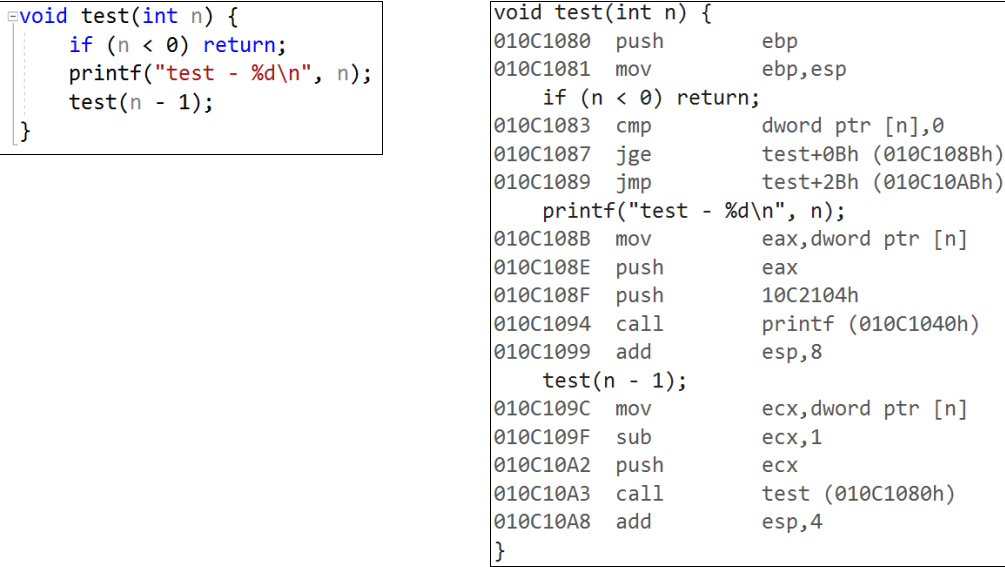 void test(int n) {
if (n < 0) return;
printf("test - %d\n", n);
test(n - 1);
}
void test(int n) {
010C1080 push ebp
010C1081 mov ebp,esp
if (n < 0) return;
010C1083 cmp dword ptr [n],0
010C1087 jge test+0Bh (010C108Bh)
010C1089 jmp test+2Bh (010C10ABh)
printf("test - %d\n", n);
010C108B mov eax,dword ptr [n]
010C108E push eax
010C108F push 10C2104h
010C1094 call printf (010C1040h)
010C1099 add esp,8
test(n - 1);
010C109C mov ecx,dword ptr [n]
010C109F sub ecx,1
010C10A2 push ecx
010C10A3 call test (010C1080h)
010C10A8 add esp,4
}